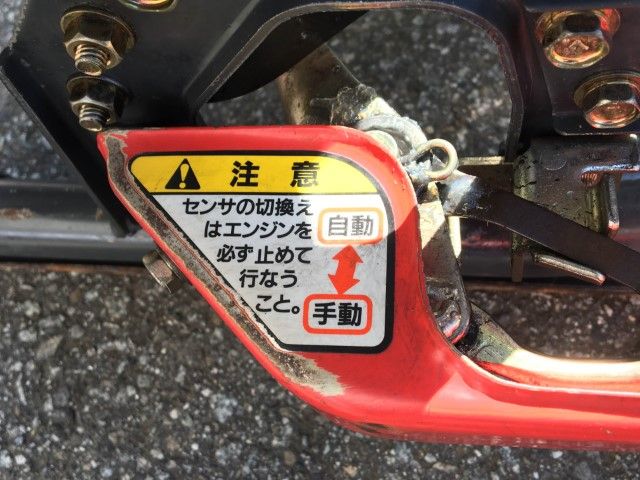 注意
センサの切換え
はエンジンを
必ず止めて
行なう
こと。
自動
手動